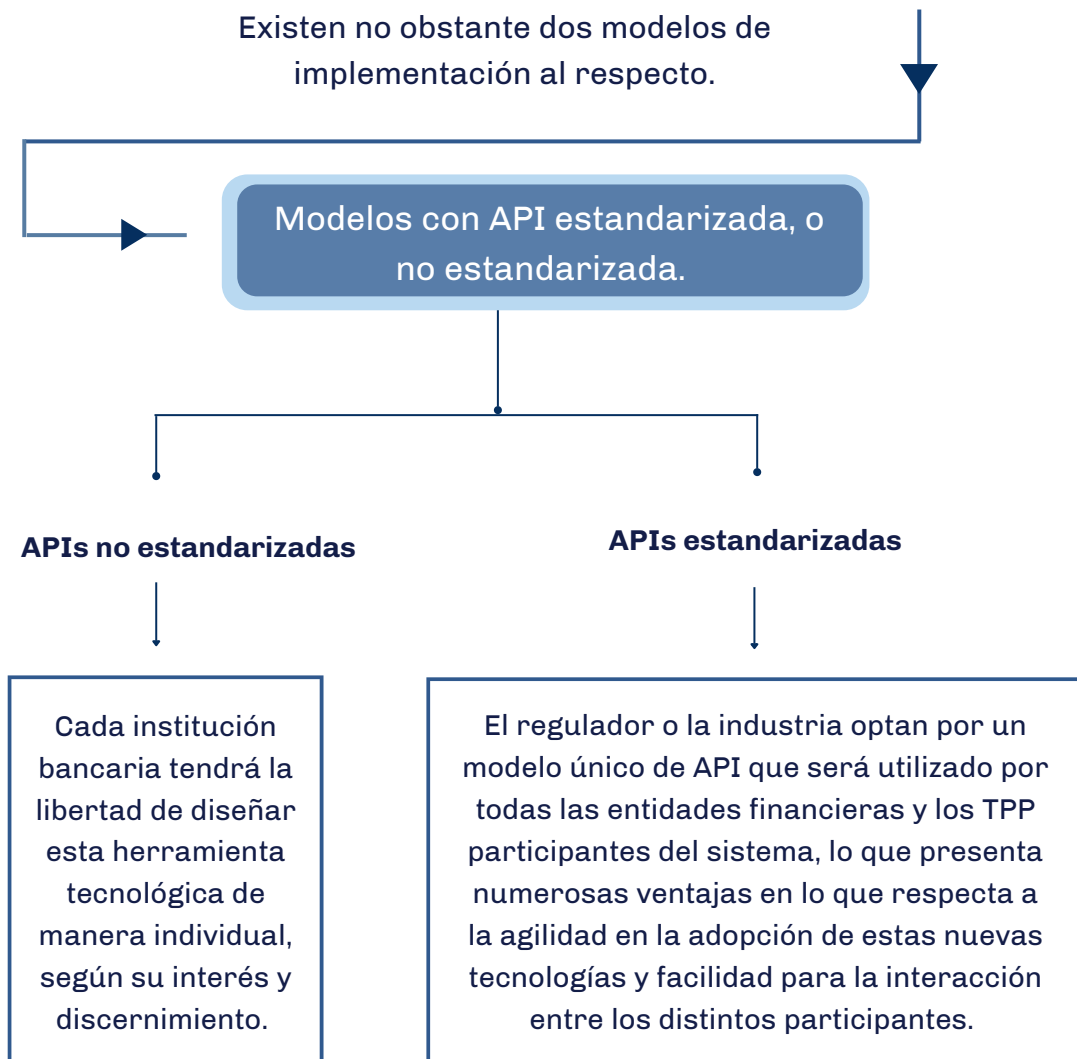 Existen no obstante dos modelos de
implementación al respecto.
Modelos con API estandarizada, o
no estandarizada.
APIs no estandarizadas
Cada institución
bancaria tendrá la
libertad de diseñar
esta herramienta
tecnológica de
manera individual,
según su interés y
discernimiento.
APIs estandarizadas
El regulador o la industria optan por un
modelo único de API que será utilizado por
todas las entidades financieras y los TPP
participantes del sistema, lo que presenta
numerosas ventajas en lo que respecta a
la agilidad en la adopción de estas nuevas
tecnologías y facilidad para la interacción
entre los distintos participantes.